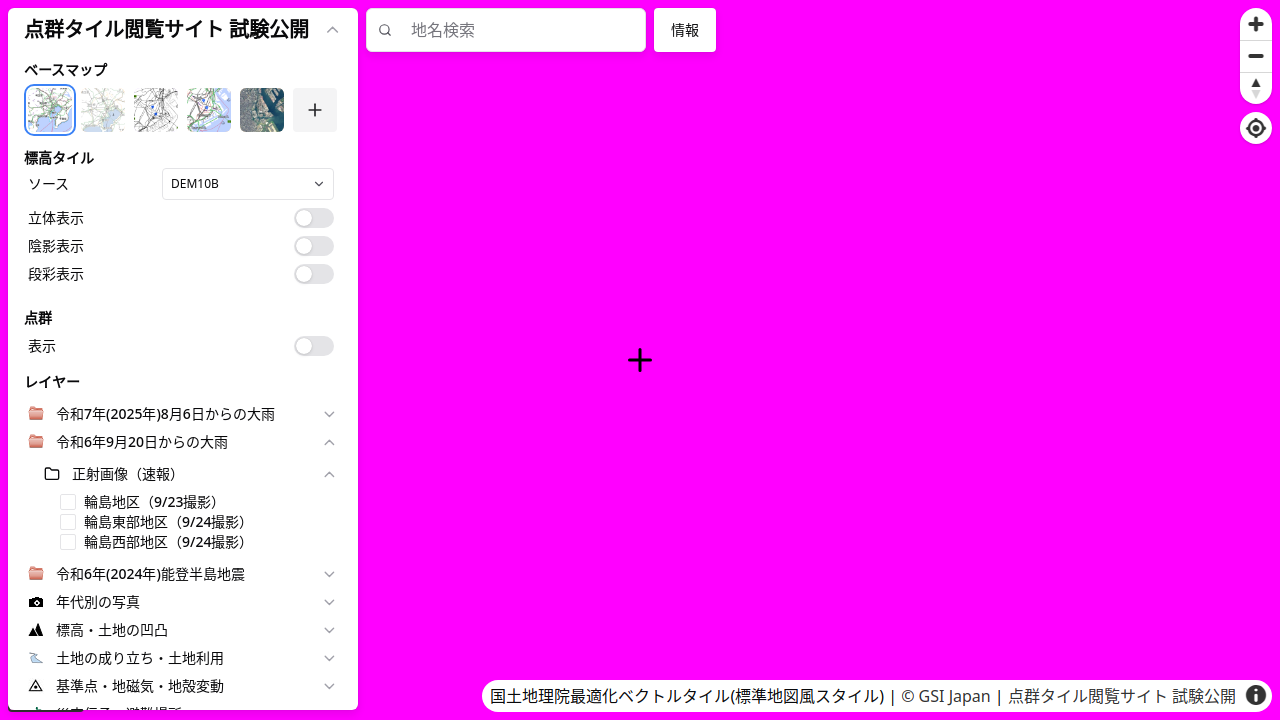 点群タイル閲覧サイト 試験公開
ベースマップ
標高タイル
ソース
DEM10B
立体表示
陰影表示
段彩表示
点群
表示
レイヤー
令和7年(2025年)8月6日からの大雨
令和6年9月20日からの大雨
正射画像（速報）
輪島地区（9/23撮影）
輪島東部地区（9/24撮影）
輪島西部地区（9/24撮影）
令和6年(2024年)能登半島地震
年代別の写真
標高・土地の凹凸
土地の成り立ち・土地利用
基準点・地磁気・地殻変動
地名検索
情報
国土地理院最適化ベクトルタイル(標準地図風スタイル) | © GSI Japan | 点群タイル閲覧サイト 試験公開